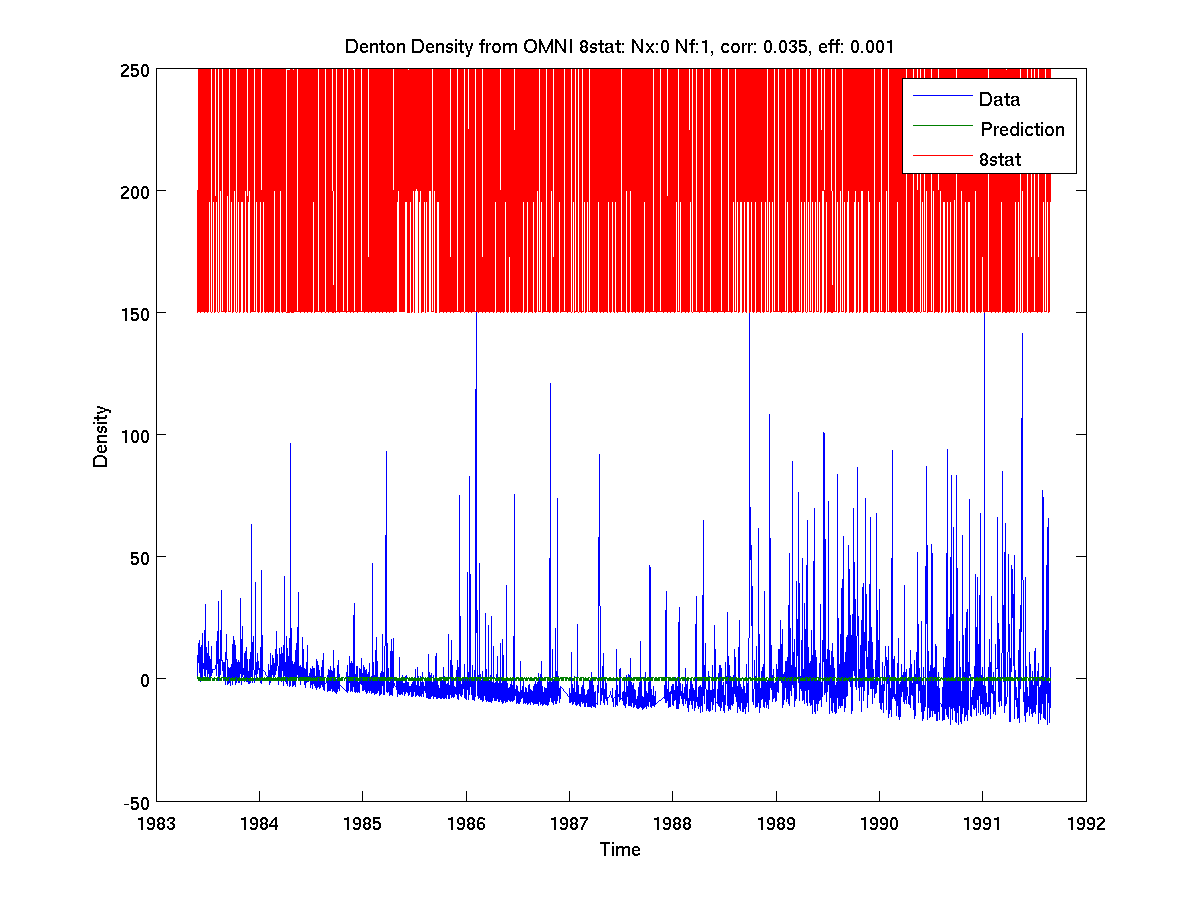 Denton Density from OMNI 8stat: Nx:0 Nf:1, corr: 0.035, eff: 0.001
250
200
150
100
50
0
-50
Density
Data
Prediction
8stat
1983 1984 1985 1986 1987 1988 1989 1990 1991 1992
Time